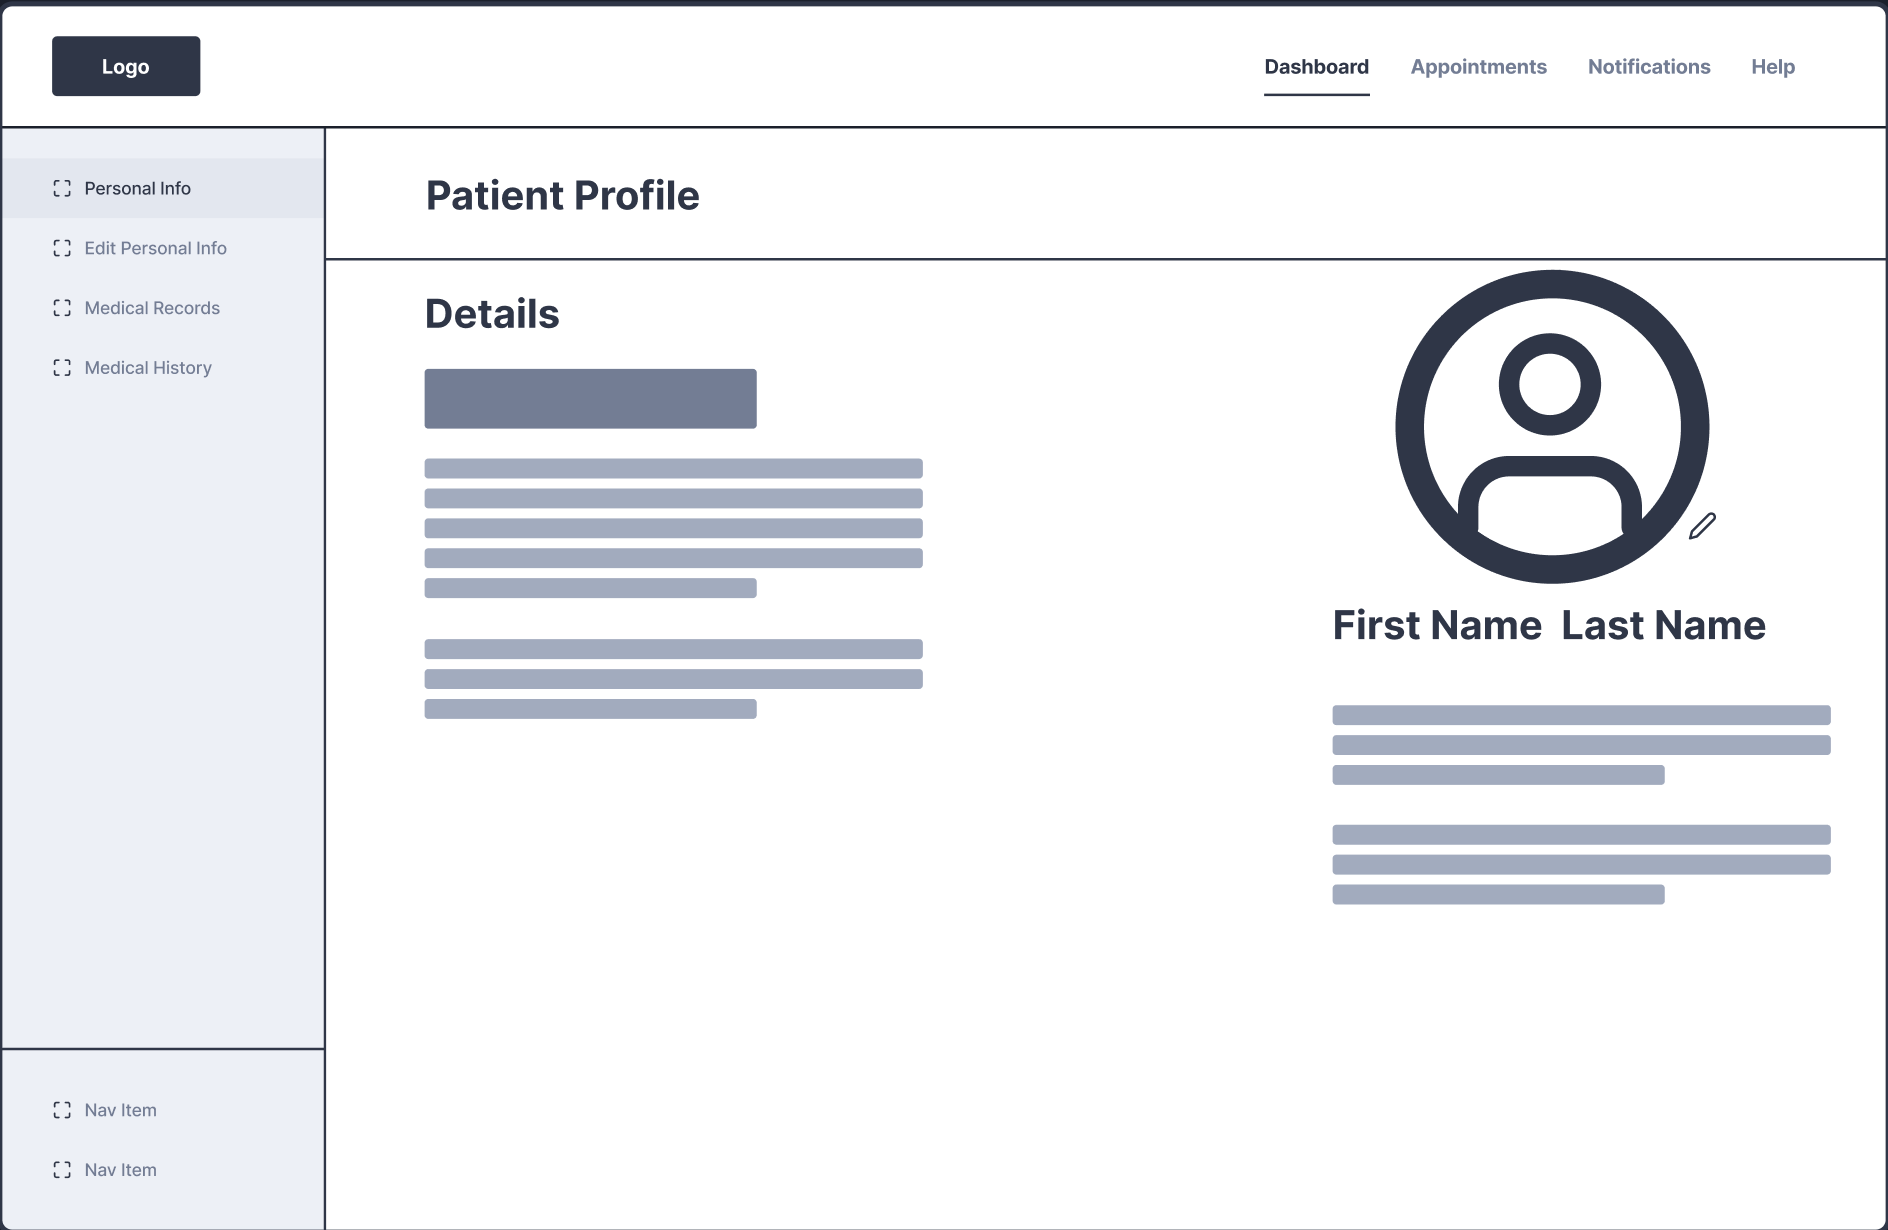 Logo
Dashboard Appointments Notifications Help
Personal Info
Edit Personal Info
Medical Records
Medical History
Nav Item
Nav Item
Patient Profile
Details
First Name Last Name